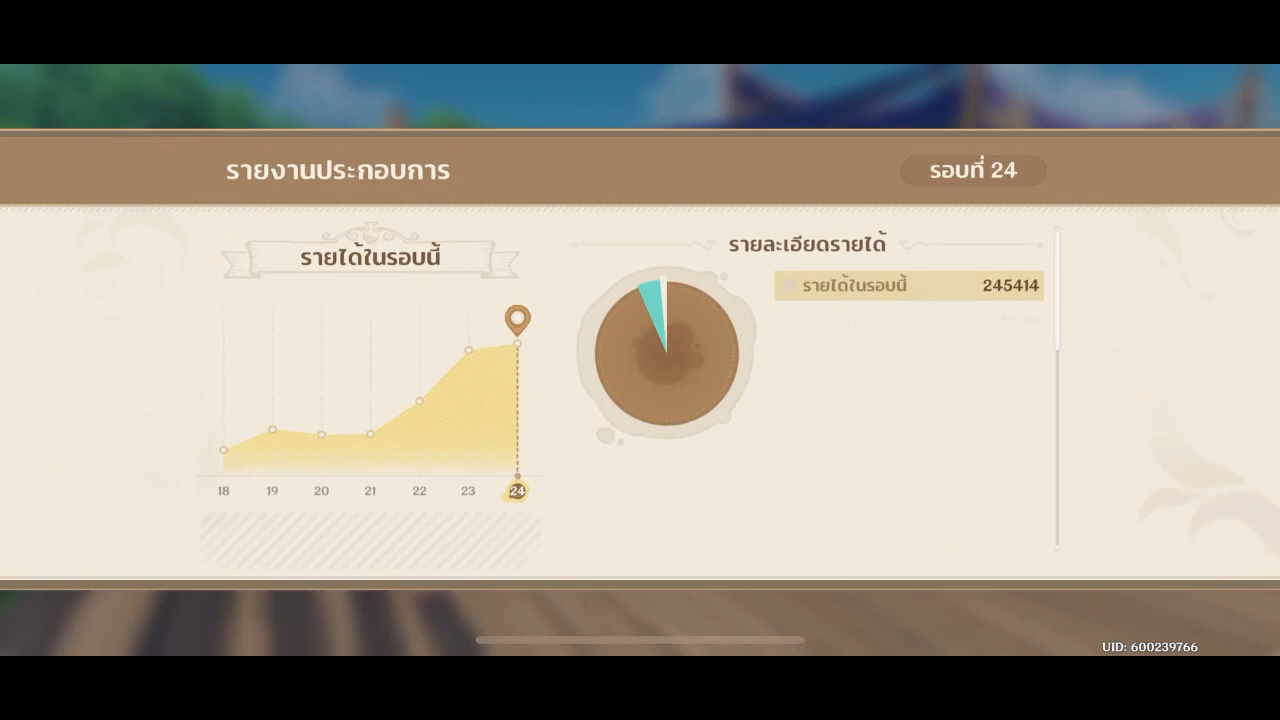 รายงานประกอบการ
รอบที่ 24
รายได้ในรอบนี้
รายละเอียดรายได้
รายได้ในรอบนี้ 245414
18 19 20 21 22 23 24
UID: 600239766